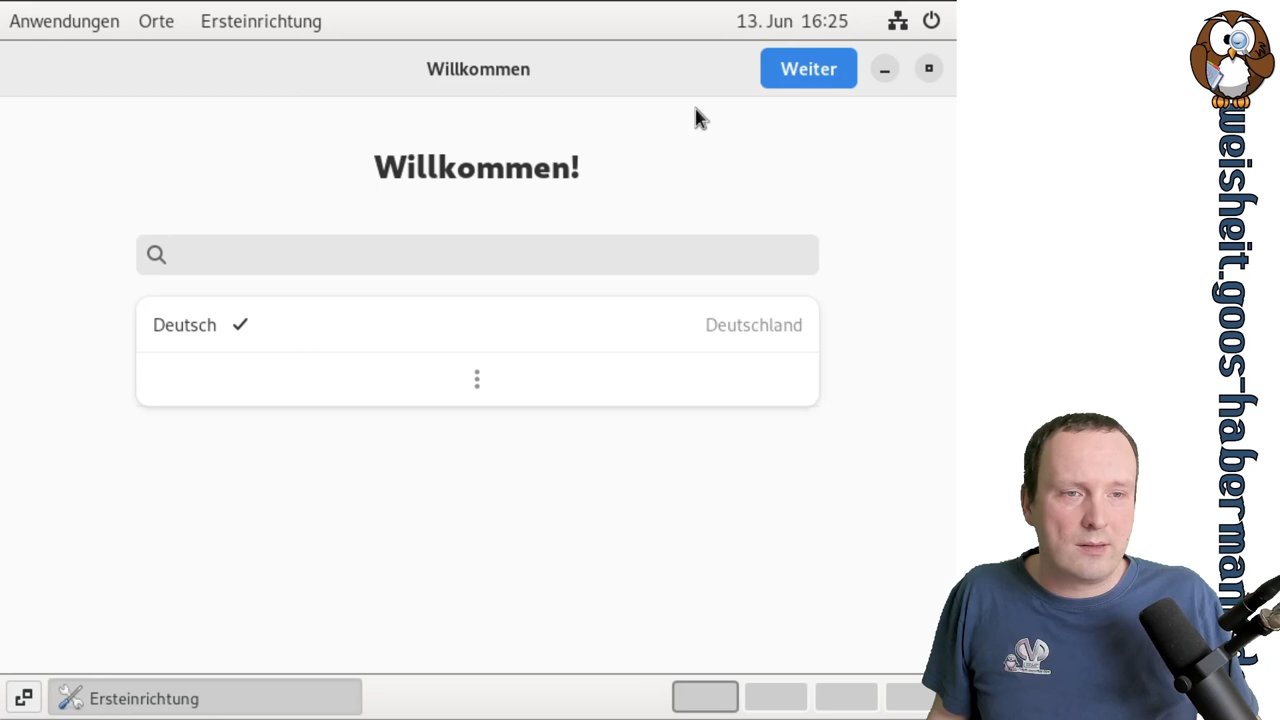 Anwendungen Orte Ersteinrichtung 13. Jun 16:25
Willkommen Weiter
Willkommen!
Deutsch Deutschland
Ersteinrichtung
weisheit.goos-habermann